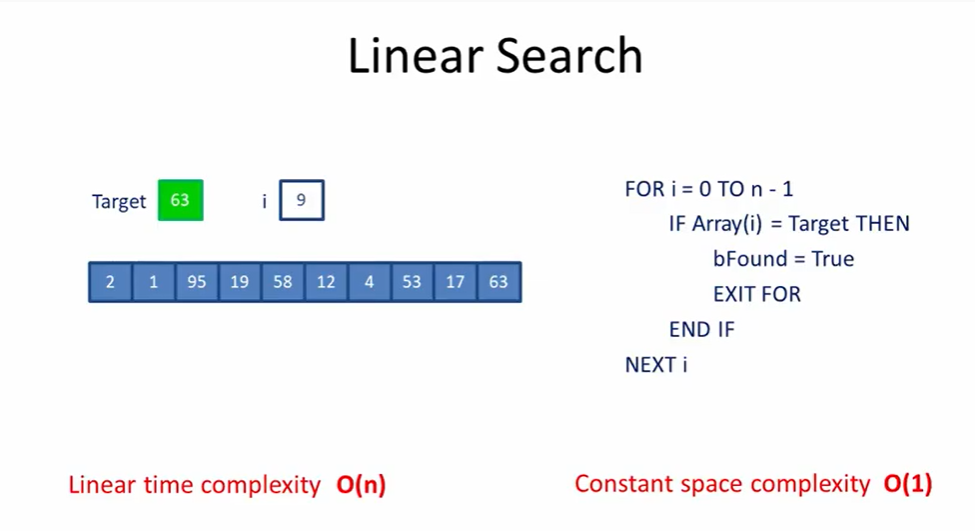 Linear Search
Target 63 i 9
2 1 95 19 58 12 4 53 17 63
FOR i = 0 TO n - 1
IF Array(i) = Target THEN
bFound = True
EXIT FOR
END IF
NEXT i
Linear time complexity O(n)
Constant space complexity O(1)